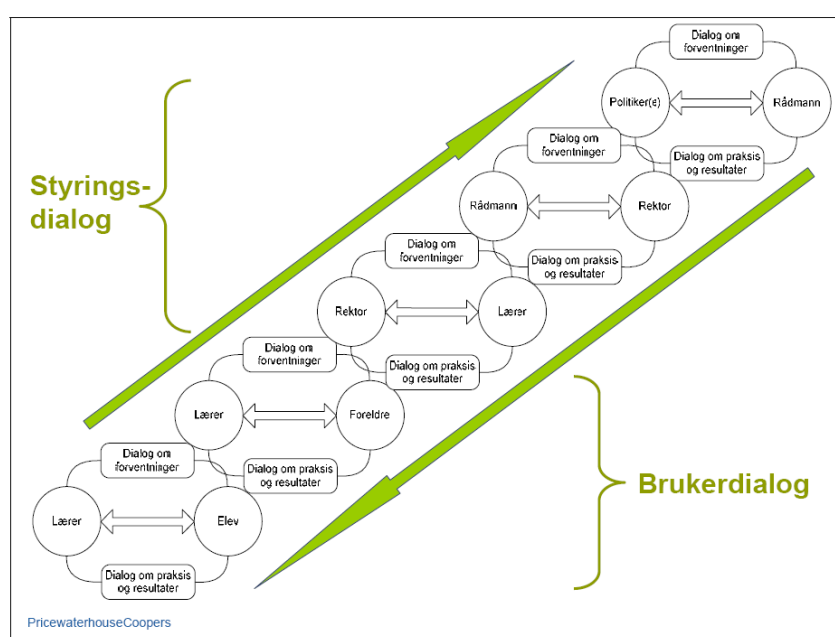 Dialog om
forventninger
Politiker(e)
Rådmann
Dialog om praksis
og resultater
Dialog om
forventninger
Rådmann
Rektor
Dialog om praksis
og resultater
Styrings-
dialog
Dialog om
forventninger
Rektor
Lærer
Dialog om praksis
og resultater
Dialog om
forventninger
Lærer
Foreldre
Dialog om praksis
og resultater
Brukerdialog
Dialog om
forventninger
Lærer
Elev
Dialog om praksis
og resultater
PricewaterhouseCoopers